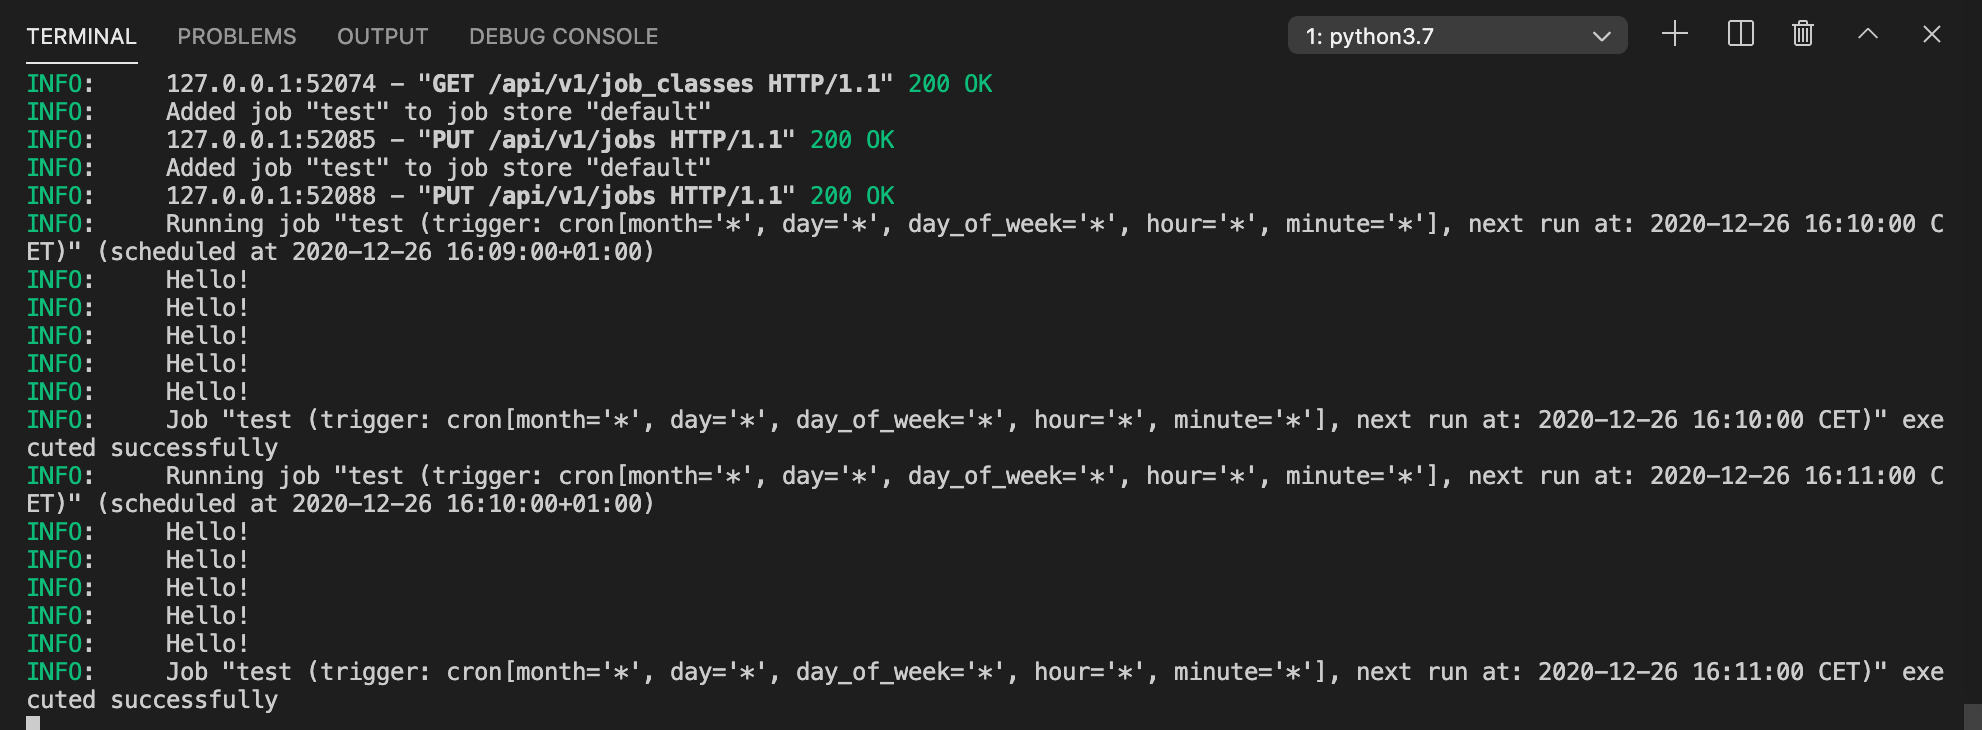 TERMINAL PROBLEMS OUTPUT DEBUG CONSOLE 1: python3.7
INFO: 127.0.0.1:52074 - "GET /api/v1/job_classes HTTP/1.1" 200 OK
INFO: Added job "test" to job store "default"
INFO: 127.0.0.1:52085 - "PUT /api/v1/jobs HTTP/1.1" 200 OK
INFO: Added job "test" to job store "default"
INFO: 127.0.0.1:52088 - "PUT /api/v1/jobs HTTP/1.1" 200 OK
INFO: Running job "test (trigger: cron[month='*', day='*', day_of_week='*', hour='*', minute='*'], next run at: 2020-12-26 16:10:00 C
ET)" (scheduled at 2020-12-26 16:09:00+01:00)
INFO: Hello!
INFO: Hello!
INFO: Hello!
INFO: Hello!
INFO: Hello!
INFO: Job "test (trigger: cron[month='*', day='*', day_of_week='*', hour='*', minute='*'], next run at: 2020-12-26 16:10:00 CET)" exe
cuted successfully
INFO: Running job "test (trigger: cron[month='*', day='*', day_of_week='*', hour='*', minute='*'], next run at: 2020-12-26 16:11:00 C
ET)" (scheduled at 2020-12-26 16:10:00+01:00)
INFO: Hello!
INFO: Hello!
INFO: Hello!
INFO: Hello!
INFO: Hello!
INFO: Job "test (trigger: cron[month='*', day='*', day_of_week='*', hour='*', minute='*'], next run at: 2020-12-26 16:11:00 CET)" exe
cuted successfully